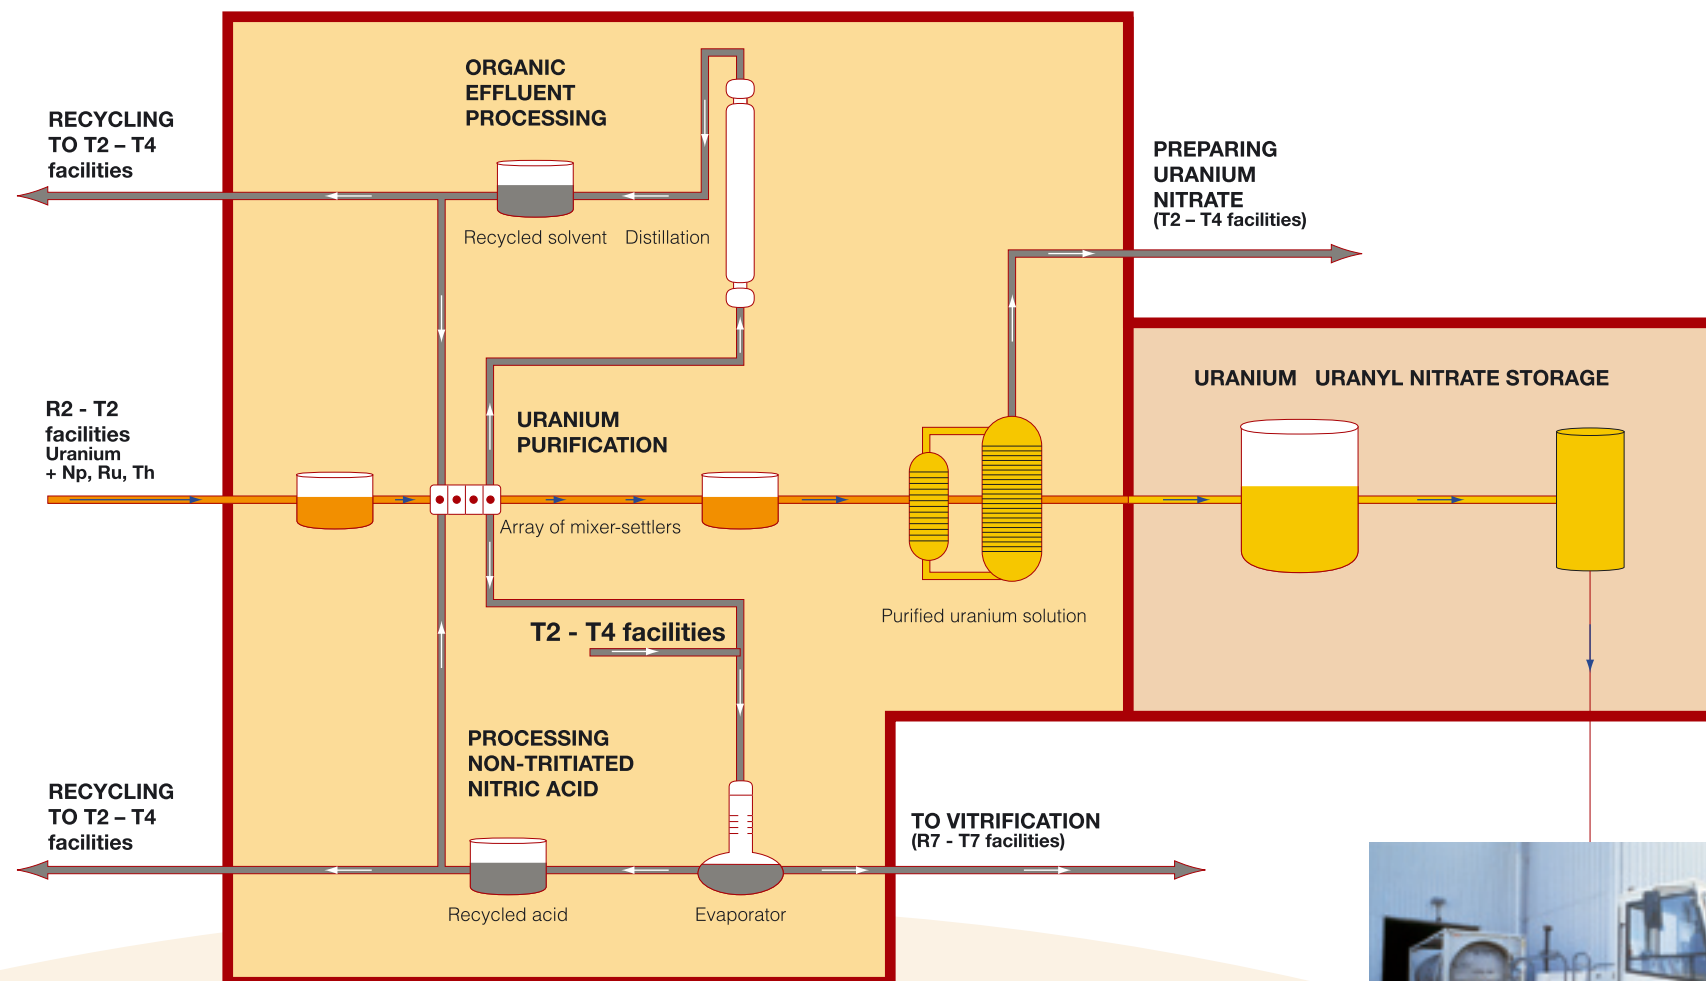 ORGANIC
EFFLUENT
PROCESSING
RECYCLING
TO T2 – T4
facilities
PREPARING
URANIUM
NITRATE
(T2 – T4 facilities)
Recycled solvent
Distillation
URANIUM URANYL NITRATE STORAGE
R2 - T2
facilities
Uranium
+ Np, Ru, Th
URANIUM
PURIFICATION
Array of mixer-settlers
Purified uranium solution
T2 - T4 facilities
PROCESSING
NON-TRITIATED
NITRIC ACID
RECYCLING
TO T2 – T4
facilities
TO VITRIFICATION
(R7 - T7 facilities)
Recycled acid
Evaporator